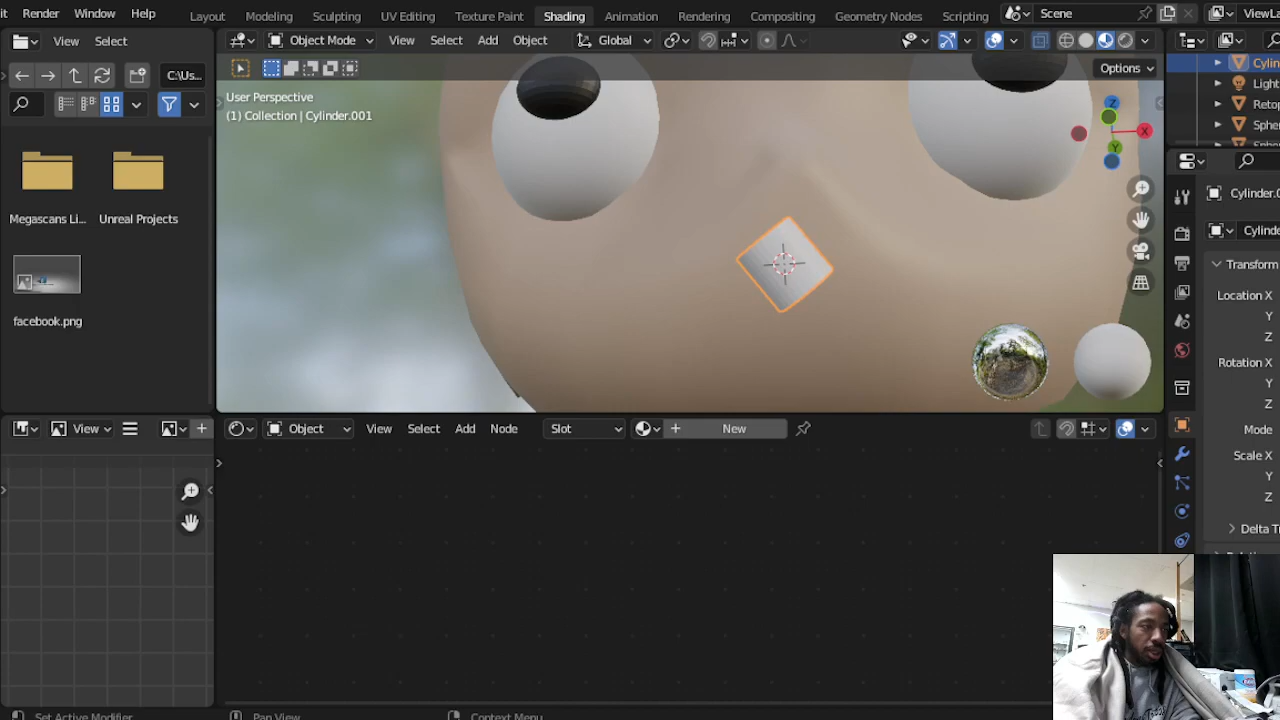 it Render Window Help Layout Modeling Sculpting UV Editing Texture Paint Shading Animation Rendering Compositing Geometry Nodes Scripting Scene ViewLa
View Select Object Mode View Select Add Object Global
C:\Us...
Options
User Perspective
(1) Collection | Cylinder.001
Cylin
Light
Retop
Sphe
Z
X
Y
Megascans Li... Unreal Projects
facebook.png
Cylinder.
Cylinde
Transform
Location X
Y
Z
Rotation X
Y
Z
Mode
Scale X
Y
Z
Delta Tr
View Object View Select Add Node Slot New
Set Active Modifier Pan View Context Menu